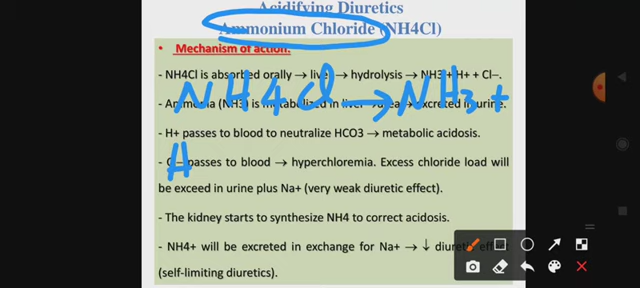 Acidifying Diuretics
Ammonium Chloride (NH4Cl)
• Mechanism of action:
- NH4Cl is absorbed orally → liver → hydrolysis → NH3 + H+ + Cl-.
NH4Cl → NH3 +
- Ammonia (NH3) is metabolized in liver → urea → excreted in urine.
- H+ passes to blood to neutralize HCO3 → metabolic acidosis.
H
- Cl- passes to blood → hyperchloremia. Excess chloride load will
be exceed in urine plus Na+ (very weak diuretic effect).
- The kidney starts to synthesize NH4 to correct acidosis.
- NH4+ will be excreted in exchange for Na+ → ↓ diuretic effect
(self-limiting diuretics).